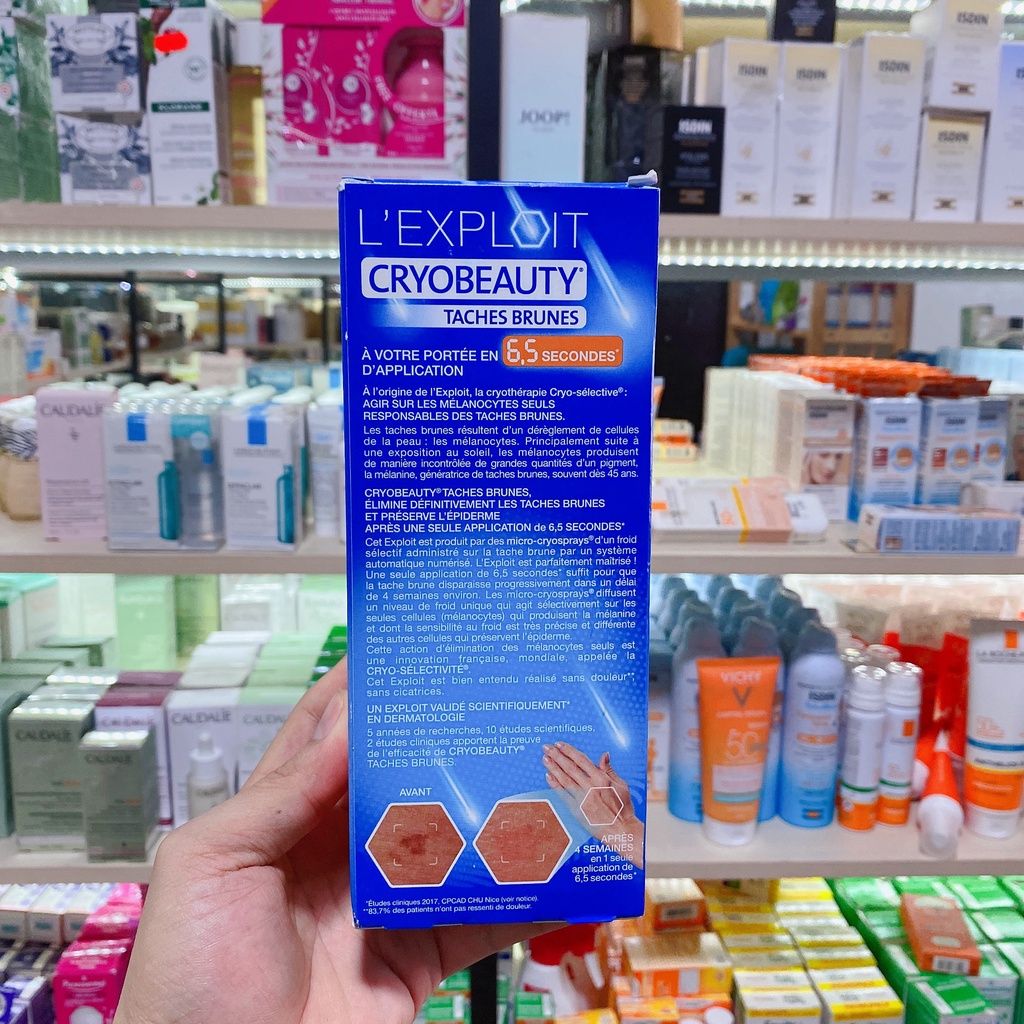 JOOP!
ISDIN
ISDIN
ISDIN
ISDIN
ISDIN
L'EXPLOIT
CRYOBEAUTY®
TACHES BRUNES
À VOTRE PORTÉE EN 6,5 SECONDES*
D'APPLICATION
À l'origine de l'Exploit, la cryothérapie Cryo-sélective® :
AGIR SUR LES MÉLANOCYTES SEULS
RESPONSABLES DES TACHES BRUNES.
Les taches brunes résultent d'un dérèglement de cellules
de la peau : les mélanocytes. Principalement suite à
une exposition au soleil, les mélanocytes produisent
de manière incontrôlée de grandes quantités d'un pigment,
la mélanine, génératrice de taches brunes, souvent dès 45 ans.
CRYOBEAUTY® TACHES BRUNES,
ÉLIMINE DÉFINITIVEMENT LES TACHES BRUNES
ET PRÉSERVE L'ÉPIDERME
APRÈS UNE SEULE APPLICATION de 6,5 SECONDES*
Cet Exploit est produit par des micro-cryosprays® d'un froid
sélectif administré sur la tache brune par un système
automatique numérisé. L'Exploit est parfaitement maîtrisé !
Une seule application de 6,5 secondes* suffit pour que
la tache brune disparaisse progressivement dans un délai
de 4 semaines environ. Les micro-cryosprays® diffusent
un niveau de froid unique qui agit sélectivement sur les
seules cellules (mélanocytes) qui produisent la mélanine
et dont la sensibilité au froid est très précise et différente
des autres cellules qui préservent l'épiderme.
Cette action d'élimination des mélanocytes seuls est
une innovation française, mondiale, appelée la
CRYO-SÉLECTIVITÉ®
Cet Exploit est bien entendu réalisé sans douleur**,
sans cicatrices.
UN EXPLOIT VALIDÉ SCIENTIFIQUEMENT*
EN DERMATOLOGIE
5 années de recherches, 10 études scientifiques,
2 études cliniques apportent la preuve
de l'efficacité de CRYOBEAUTY®
TACHES BRUNES.
AVANT
APRÈS
4 SEMAINES
en 1 seule
application de
6,5 secondes*
*Études cliniques 2017, CPCAD CHU Nice (voir notice).
**83,7% des patients n'ont pas ressenti de douleur.
CAUDALIE
CAUDALIE
CAUDALIE
CAUDALIE
VICHY
50
ISDIN